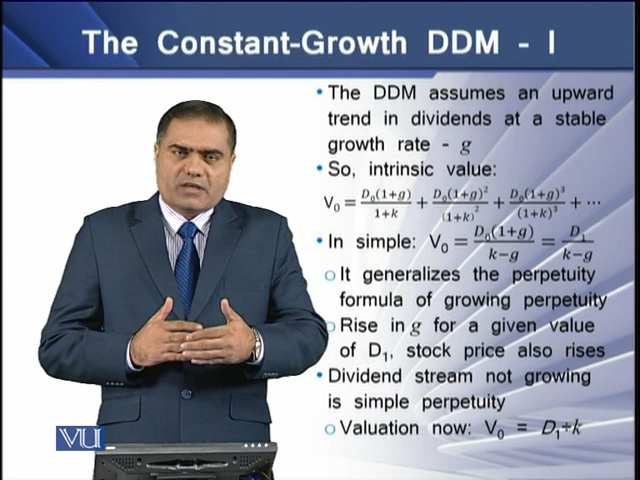 The Constant-Growth DDM - I
• The DDM assumes an upward
trend in dividends at a stable
growth rate - g
• So, intrinsic value:
V₀ = D₀(1+g)/1+k + D₀(1+g)²/(1+k)² + D₀(1+g)³/(1+k)³ + ⋯
• In simple: V₀ = D₀(1+g)/k−g = D₁/k−g
o It generalizes the perpetuity
formula of growing perpetuity
o Rise in g for a given value
of D₁, stock price also rises
• Dividend stream not growing
is simple perpetuity
o Valuation now: V₀ = D₁÷k
VU